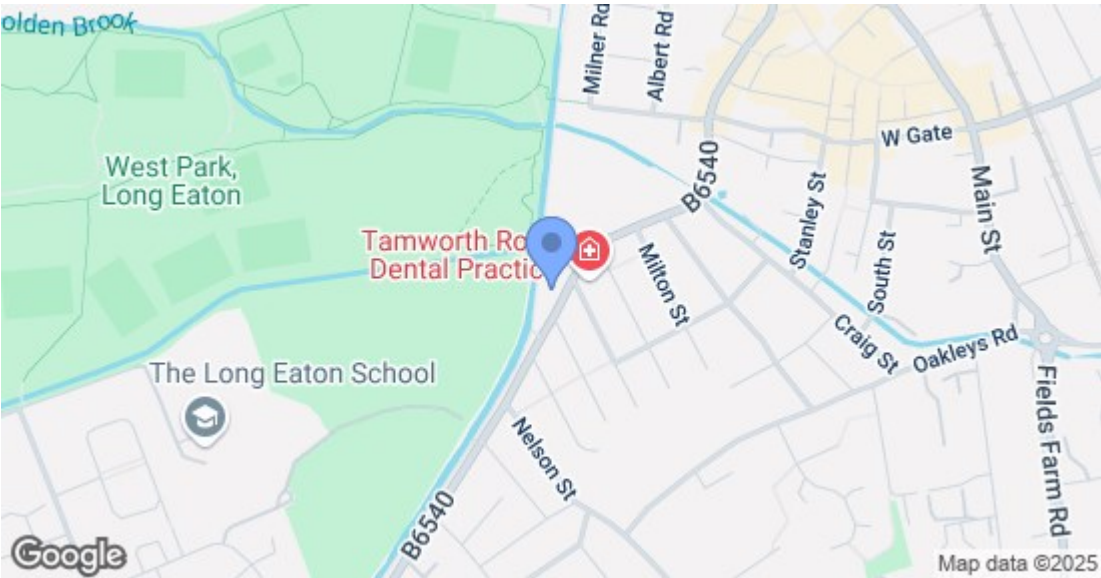 olden Brook
Milner Rd
Albert Rd
W Gate
West Park,
Long Eaton
B6540
Stanley St
Main St
Tamworth Ro
Dental Practic
Milton St
South St
Craig St
Oakleys Rd
The Long Eaton School
Nelson St
Fields Farm Rd
B6540
Google
Map data ©2025